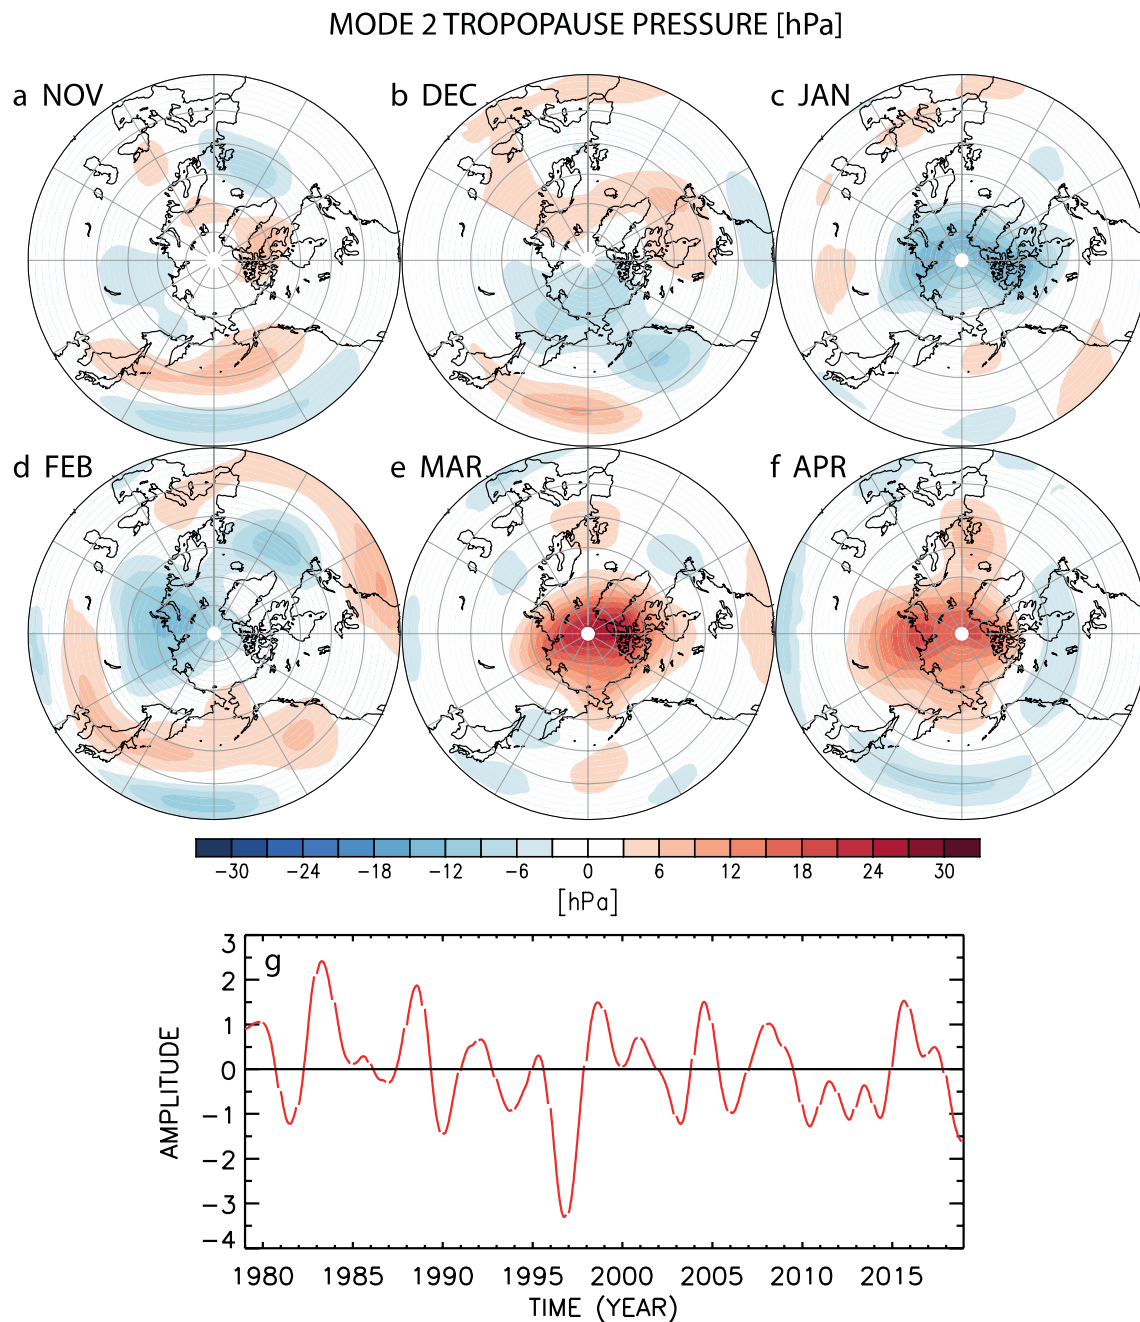 MODE 2 TROPOPAUSE PRESSURE [hPa]
a NOV
b DEC
c JAN
d FEB
e MAR
f APR
−30 −24 −18 −12 −6 0 6 12 18 24 30
[hPa]
g
3
2
1
0
−1
−2
−3
−4
AMPLITUDE
1980 1985 1990 1995 2000 2005 2010 2015
TIME (YEAR)